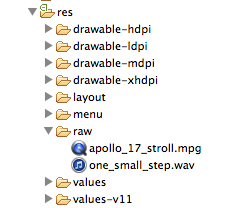 res
drawable-hdpi
drawable-ldpi
drawable-mdpi
drawable-xhdpi
layout
menu
raw
apollo_17_stroll.mpg
one_small_step.wav
values
values-v11